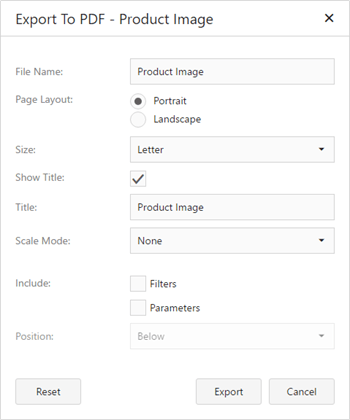 Export To PDF - Product Image
File Name: Product Image
Page Layout: Portrait
Landscape
Size: Letter
Show Title:
Title: Product Image
Scale Mode: None
Include: Filters
Parameters
Position: Below
Reset Export Cancel